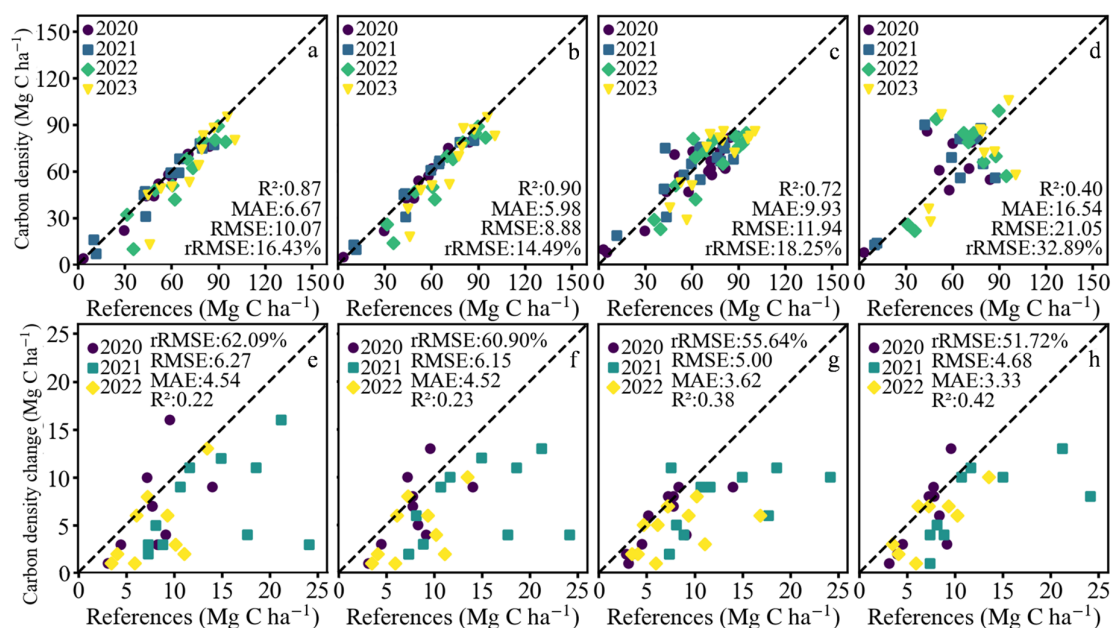 Carbon density (Mg C ha⁻¹)
150
120
90
60
30
0
2020
2021
2022
2023
a
R²:0.87
MAE:6.67
RMSE:10.07
rRMSE:16.43%
0 30 60 90 120 150
References (Mg C ha⁻¹)
2020
2021
2022
2023
b
R²:0.90
MAE:5.98
RMSE:8.88
rRMSE:14.49%
0 30 60 90 120 150
References (Mg C ha⁻¹)
2020
2021
2022
2023
c
R²:0.72
MAE:9.93
RMSE:11.94
rRMSE:18.25%
0 30 60 90 120 150
References (Mg C ha⁻¹)
2020
2021
2022
2023
d
R²:0.40
MAE:16.54
RMSE:21.05
rRMSE:32.89%
0 30 60 90 120 150
References (Mg C ha⁻¹)
Carbon density change (Mg C ha⁻¹)
25
20
15
10
5
0
2020
2021
2022
rRMSE:62.09%
RMSE:6.27
MAE:4.54
R²:0.22
e
0 5 10 15 20 25
References (Mg C ha⁻¹)
2020
2021
2022
rRMSE:60.90%
RMSE:6.15
MAE:4.52
R²:0.23
f
0 5 10 15 20 25
References (Mg C ha⁻¹)
2020
2021
2022
rRMSE:55.64%
RMSE:5.00
MAE:3.62
R²:0.38
g
0 5 10 15 20 25
References (Mg C ha⁻¹)
2020
2021
2022
rRMSE:51.72%
RMSE:4.68
MAE:3.33
R²:0.42
h
0 5 10 15 20 25
References (Mg C ha⁻¹)